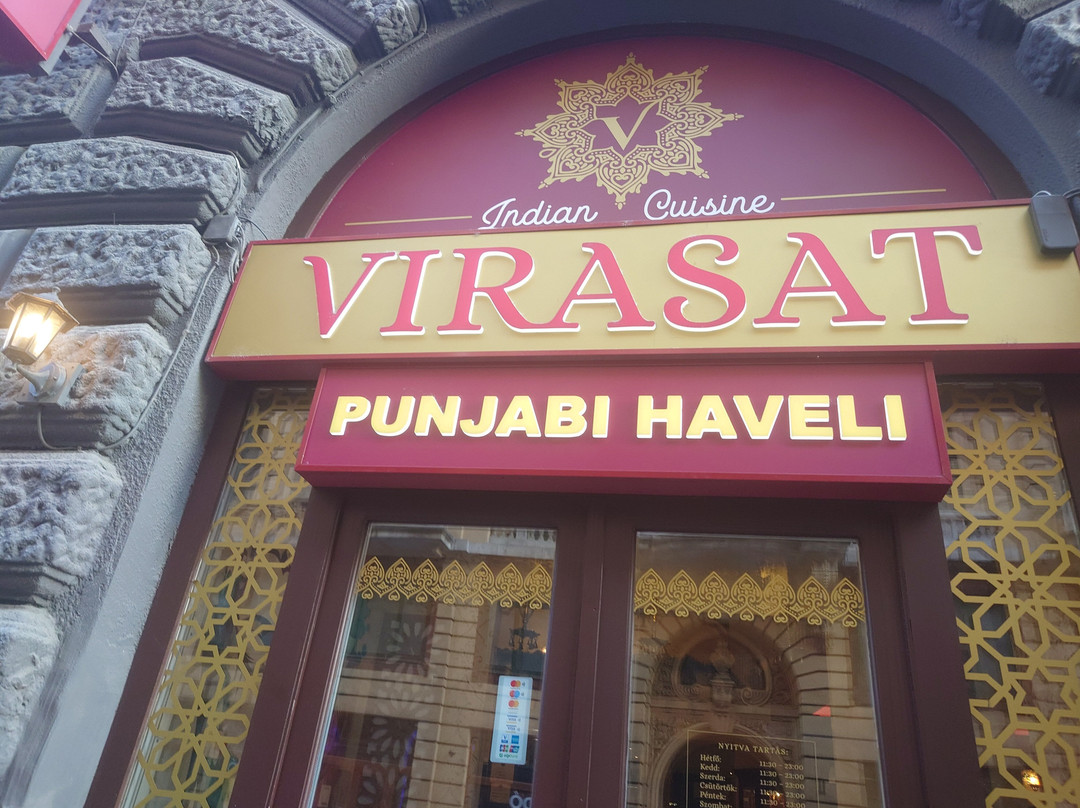 V
Indian Cuisine
VIRASAT
PUNJABI HAVELI
NYITVA TARTÁS:
Hétfő: 11:30 - 23:00
Kedd: 11:30 - 23:00
Szerda: 11:30 - 23:00
Csütörtök: 11:30 - 23:00
Péntek: 11:30 - 23:00
Szombat: